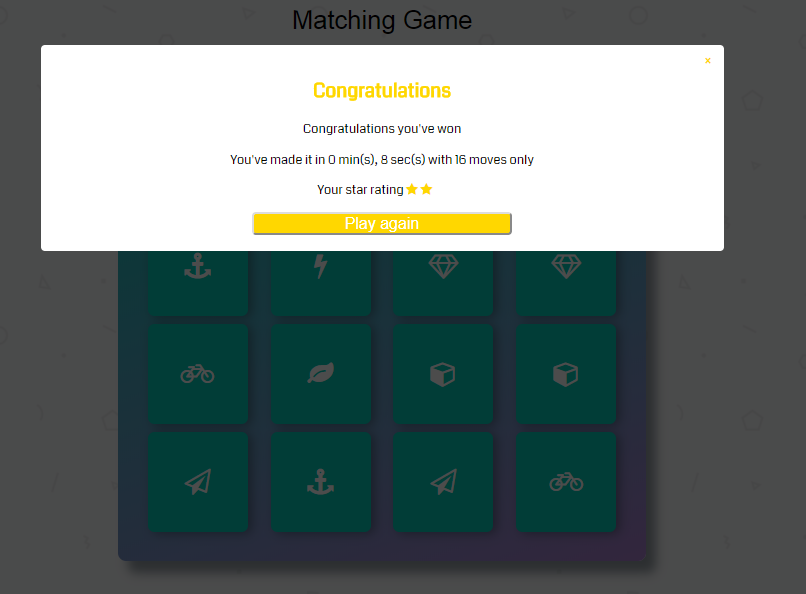 Matching Game
x
Congratulations
Congratulations you've won
You've made it in 0 min(s), 8 sec(s) with 16 moves only
Your star rating
Play again